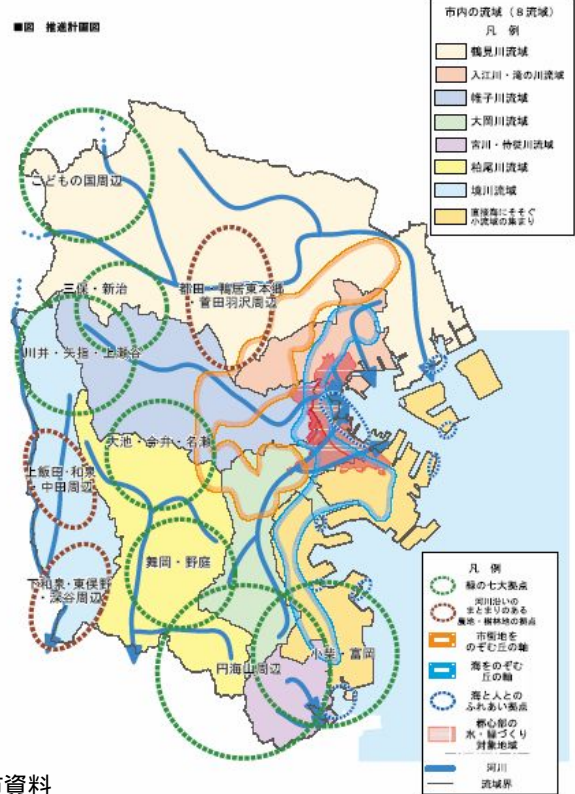 ■図 推進計画図
市内の流域（８流域）
凡 例
鶴見川流域
入江川・滝の川流域
帷子川流域
大岡川流域
宮川・侍従川流域
柏尾川流域
境川流域
直接海にそそぐ
小流域の集まり
こどもの国周辺
三保・新治
都田・鴨居東本郷
・菅田羽沢周辺
川井・矢指・上瀬谷
大池・今井・名瀬
上飯田・和泉
・中田周辺
舞岡・野庭
下和泉・東俣野
・深谷周辺
円海山周辺
小柴・富岡
凡 例
緑の七大拠点
河川沿いの
まとまりのある
農地・樹林地の拠点
市街地を
のぞむ丘の軸
海をのぞむ
丘の軸
海と人との
ふれあい拠点
都心部の
水・緑づくり
対象地域
河川
流域界
資料